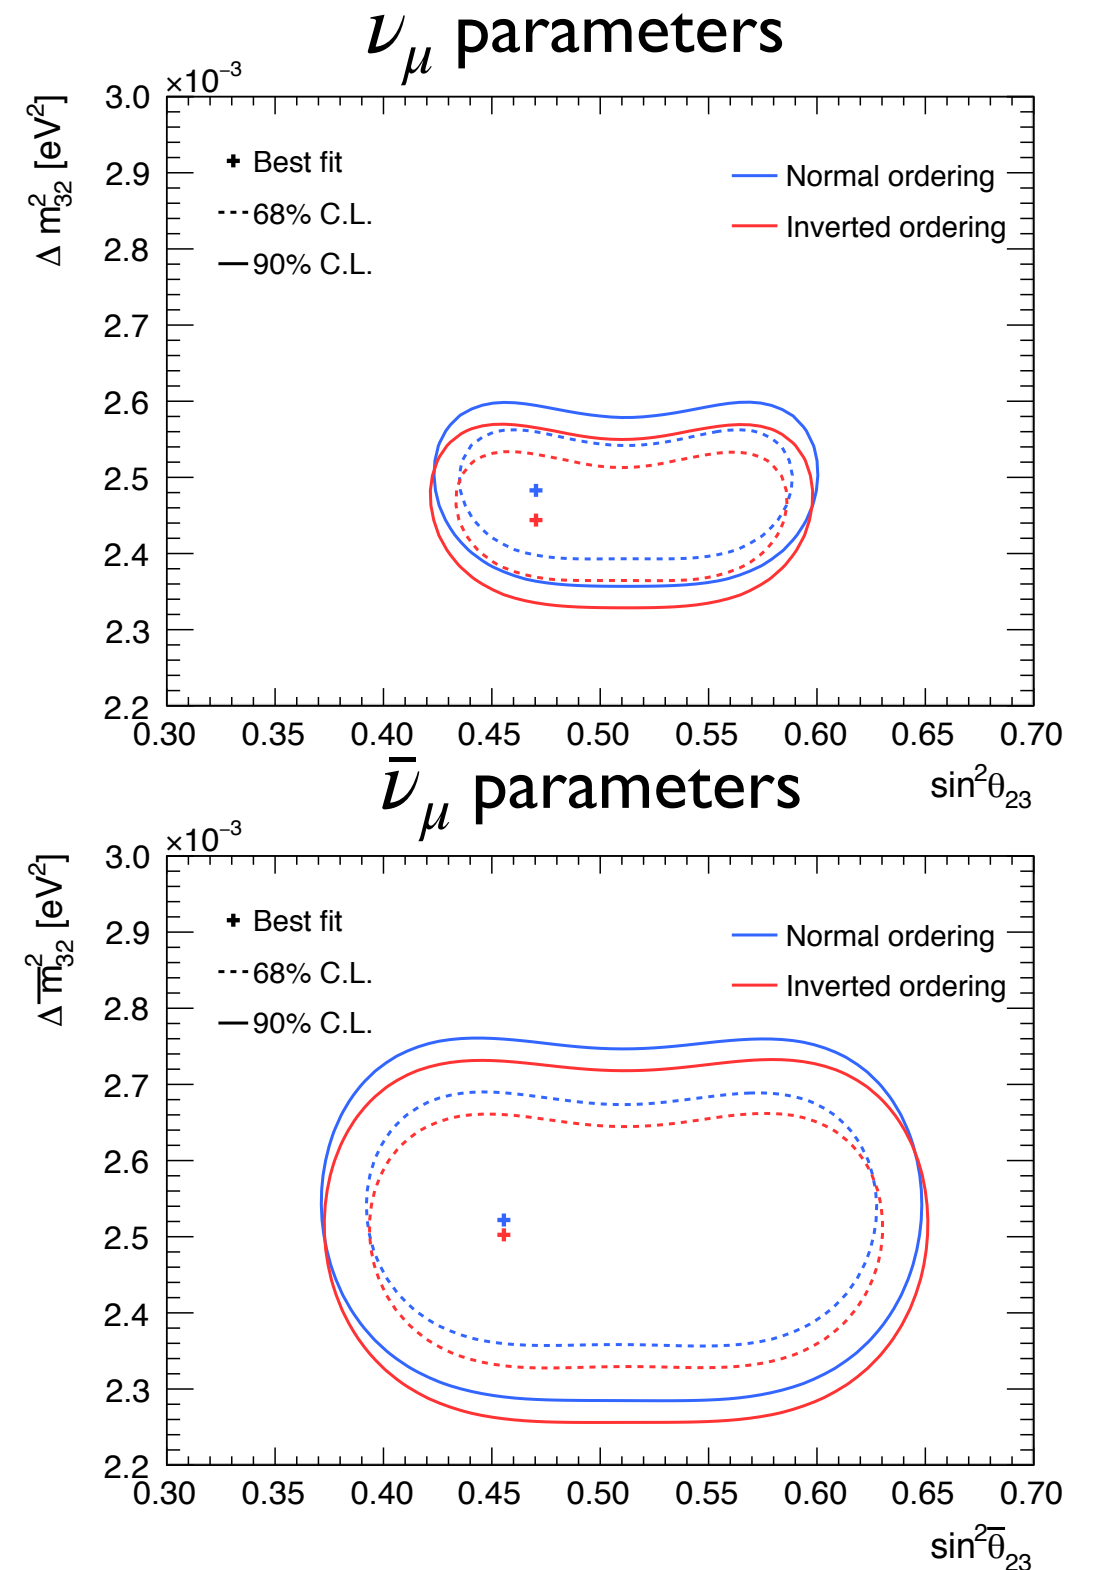 ν_μ parameters
×10⁻³
Δ m²₃₂ [eV²]
3.0
2.9
2.8
2.7
2.6
2.5
2.4
2.3
2.2
Best fit
68% C.L.
90% C.L.
Normal ordering
Inverted ordering
0.30 0.35 0.40 0.45 0.50 0.55 0.60 0.65 0.70
sin²θ₂₃
ν̄_μ parameters
×10⁻³
Δ m̅²₃₂ [eV²]
3.0
2.9
2.8
2.7
2.6
2.5
2.4
2.3
2.2
Best fit
68% C.L.
90% C.L.
Normal ordering
Inverted ordering
0.30 0.35 0.40 0.45 0.50 0.55 0.60 0.65 0.70
sin²θ̅₂₃